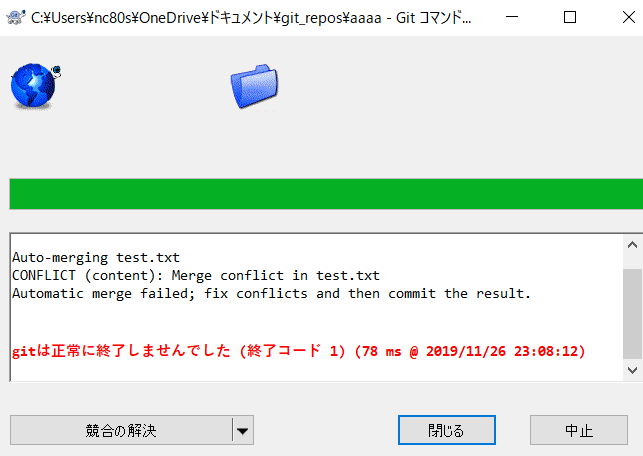 C:¥Users¥nc80s¥OneDrive¥ドキュメント¥git_repos¥aaaa - Git コマンド...
Auto-merging test.txt
CONFLICT (content): Merge conflict in test.txt
Automatic merge failed; fix conflicts and then commit the result.
gitは正常に終了しませんでした (終了コード 1) (78 ms @ 2019/11/26 23:08:12)
競合の解決
閉じる
中止